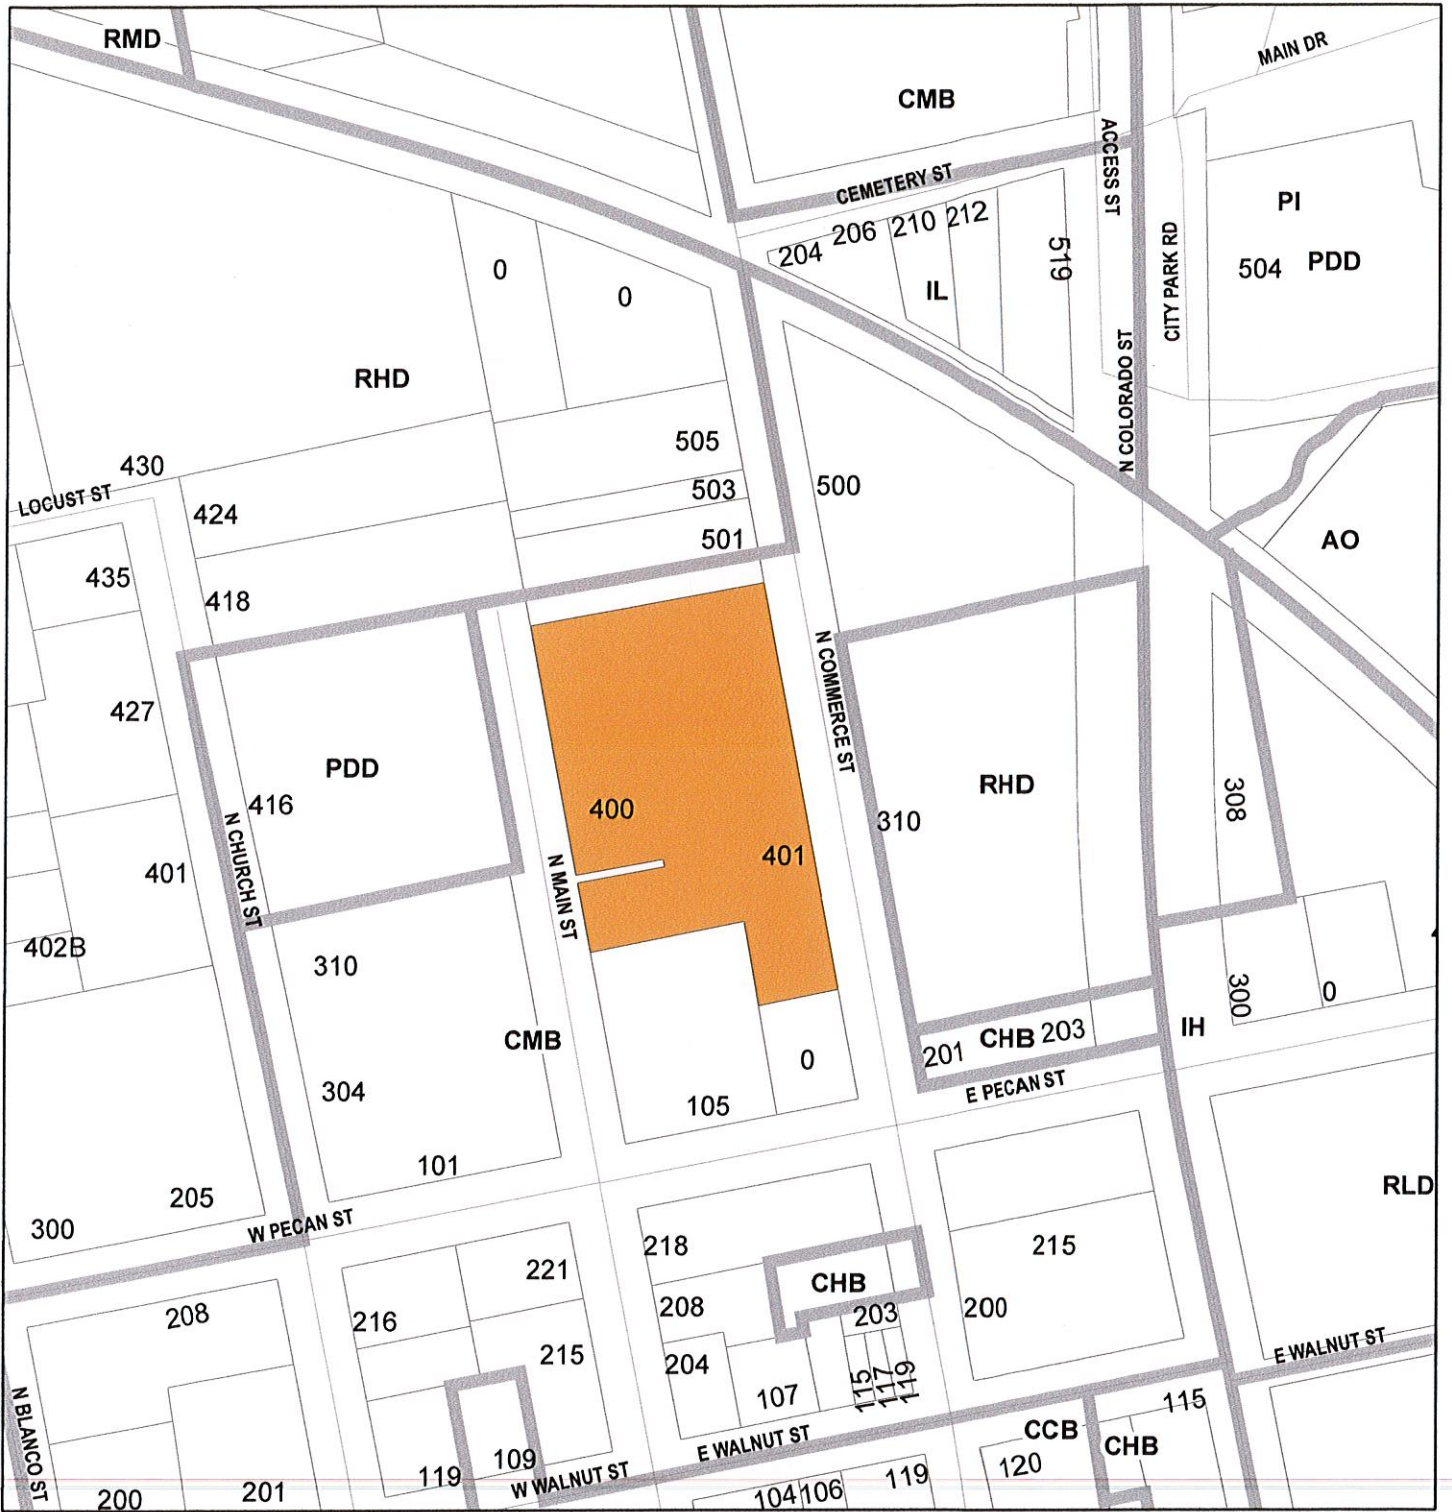 RMD
MAIN DR
CMB
ACCESS ST
CEMETERY ST
PI
204
206
210
212
519
CITY PARK RD
504
PDD
0
0
IL
RHD
N COLORADO ST
505
430
503
500
LOCUST ST
424
501
AO
435
418
N COMMERCE ST
427
PDD
RHD
416
400
310
308
N CHURCH ST
401
N MAIN ST
401
402B
310
300
0
CMB
201
CHB
203
IH
0
304
105
E PECAN ST
101
205
RLD
300
W PECAN ST
218
215
221
CHB
208
216
208
203
200
215
204
E WALNUT ST
115
117
119
107
N BLANCO ST
115
CCB
CHB
E WALNUT ST
109
119
W WALNUT ST
120
119
200
201
104
106